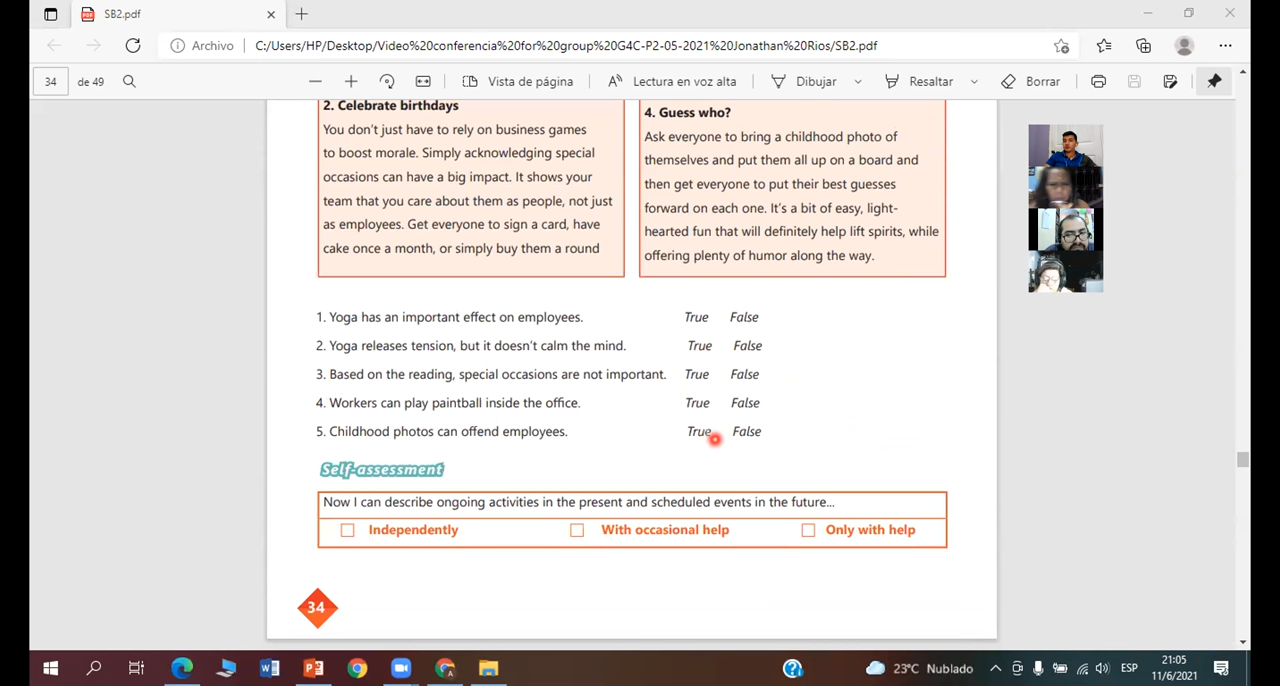 SB2.pdf
Archivo
C:/Users/HP/Desktop/Video%20conferencia%20for%20group%20G4C-P2-05-2021%20Jonathan%20Rios/SB2.pdf
34 de 49
Vista de página
Lectura en voz alta
Dibujar
Resaltar
Borrar
2. Celebrate birthdays
You don't just have to rely on business games
to boost morale. Simply acknowledging special
occasions can have a big impact. It shows your
team that you care about them as people, not just
as employees. Get everyone to sign a card, have
cake once a month, or simply buy them a round
4. Guess who?
Ask everyone to bring a childhood photo of
themselves and put them all up on a board and
then get everyone to put their best guesses
forward on each one. It's a bit of easy, light-
hearted fun that will definitely help lift spirits, while
offering plenty of humor along the way.
1. Yoga has an important effect on employees. True False
2. Yoga releases tension, but it doesn't calm the mind. True False
3. Based on the reading, special occasions are not important. True False
4. Workers can play paintball inside the office. True False
5. Childhood photos can offend employees. True False
Self-assessment
Now I can describe ongoing activities in the present and scheduled events in the future...
Independently With occasional help Only with help
34
23°C Nublado
ESP
21:05
11/6/2021